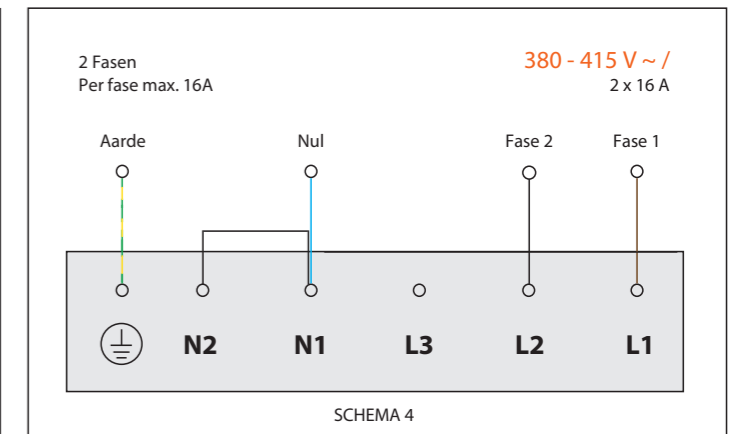 2 Fasen
380 - 415 V ~ /
Per fase max. 16A
2 x 16 A
Aarde
Nul
Fase 2
Fase 1
N2
N1
L3
L2
L1
SCHEMA 4